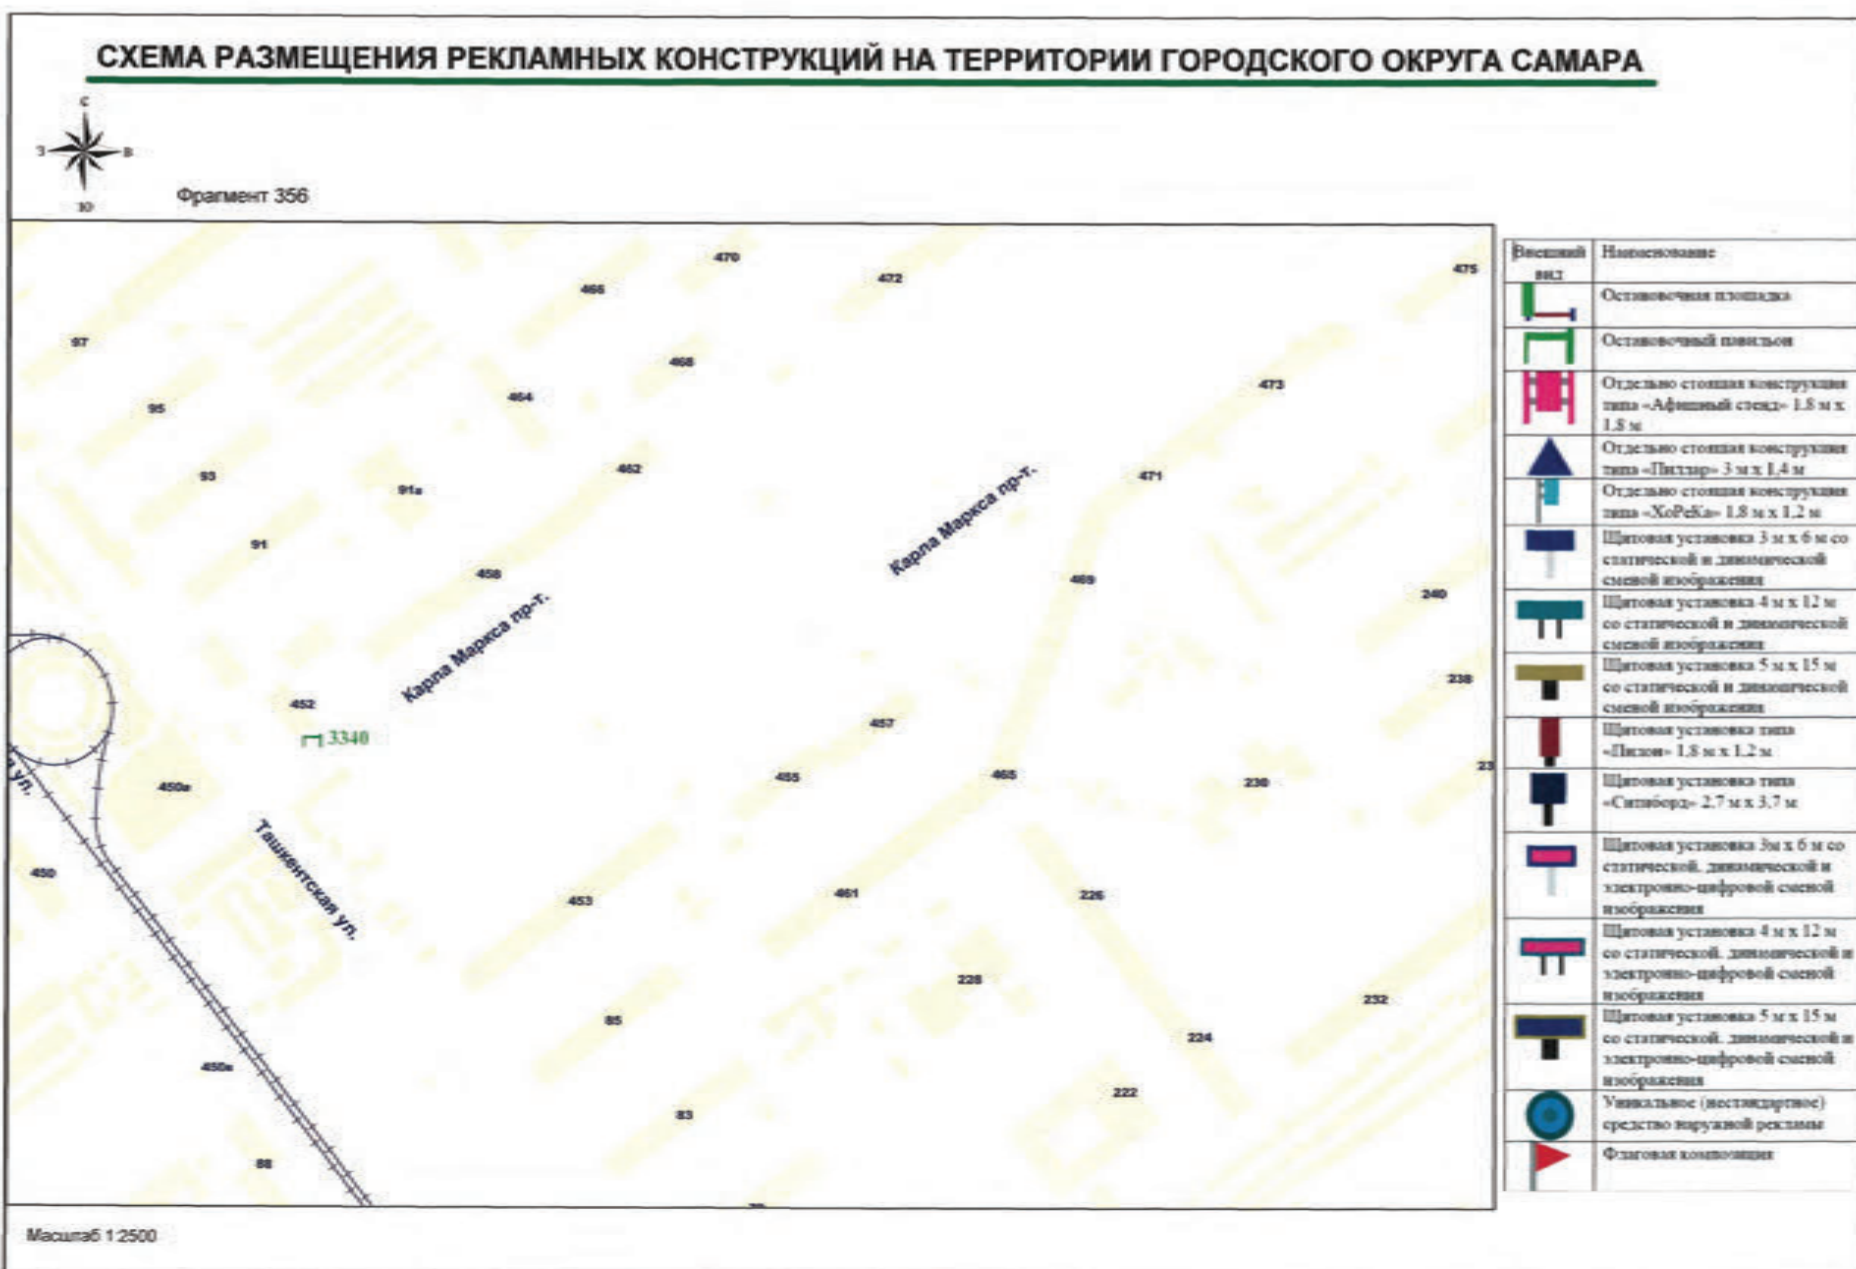 СХЕМА РАЗМЕЩЕНИЯ РЕКЛАМНЫХ КОНСТРУКЦИЙ НА ТЕРРИТОРИИ ГОРОДСКОГО ОКРУГА САМАРА
С
З В
Ю
Фрагмент 356
470
472
475
466
97
468
473
464
95
462
471
93
91а
Карла Маркса пр-т.
91
458
469
240
Карла Маркса пр-т.
238
452
457
3340
ул.
455
465
230
23
450а
Ташкентская ул.
450
453
461
226
228
232
85
224
222
83
88
Масштаб 1:2500
Внешний вид Наименование
Остановочная площадка
Остановочный павильон
Отдельно стоящая конструкция
типа «Афишный стенд» 1.8 м х
1,8 м
Отдельно стоящая конструкция
типа «Пиллар» 3 м х 1,4 м
Отдельно стоящая конструкция
типа «ХоРеКа» 1.8 м х 1,2 м
Щитовая установка 3 м х 6 м со
статической и динамической
сменой изображения
Щитовая установка 4 м х 12 м
со статической и динамической
сменой изображения
Щитовая установка 5 м х 15 м
со статической и динамической
сменой изображения
Щитовая установка типа
«Пилон» 1,8 м х 1,2 м
Щитовая установка типа
«Ситиборд» 2,7 м х 3,7 м
Щитовая установка 3м х 6 м со
статической, динамической и
электронно-цифровой сменой
изображения
Щитовая установка 4 м х 12 м
со статической, динамической и
электронно-цифровой сменой
изображения
Щитовая установка 5 м х 15 м
со статической, динамической и
электронно-цифровой сменой
изображения
Уникальное (нестандартное)
средство наружной рекламы
Флаговая композиция